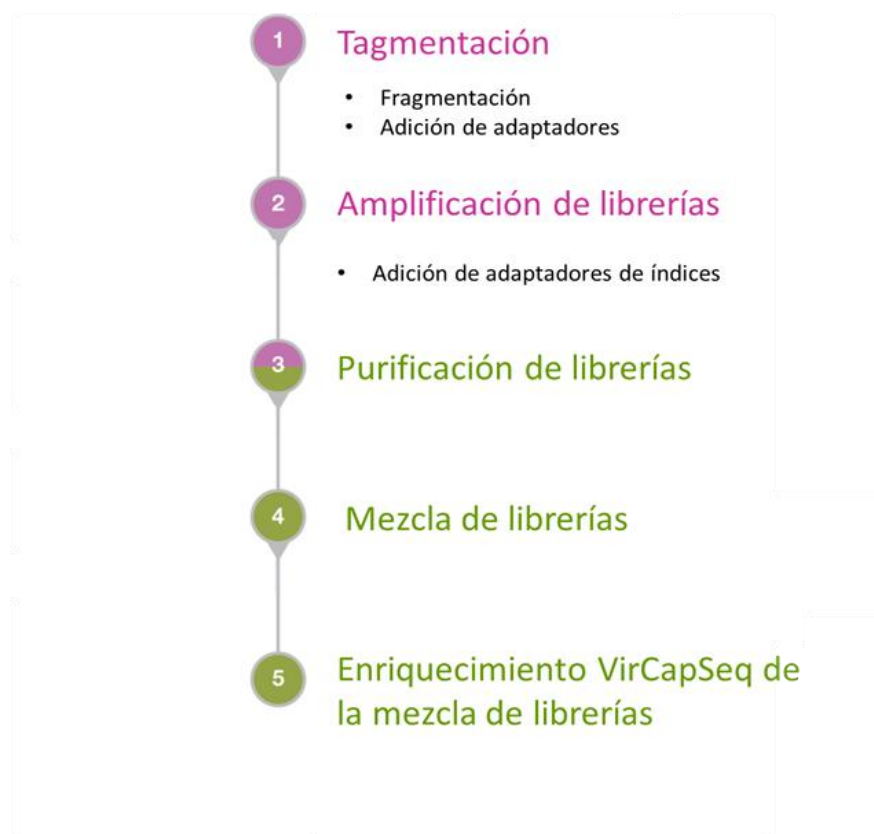 1 Tagmentación
• Fragmentación
• Adición de adaptadores
2 Amplificación de librerías
• Adición de adaptadores de índices
3 Purificación de librerías
4 Mezcla de librerías
5 Enriquecimiento VirCapSeq de
la mezcla de librerías